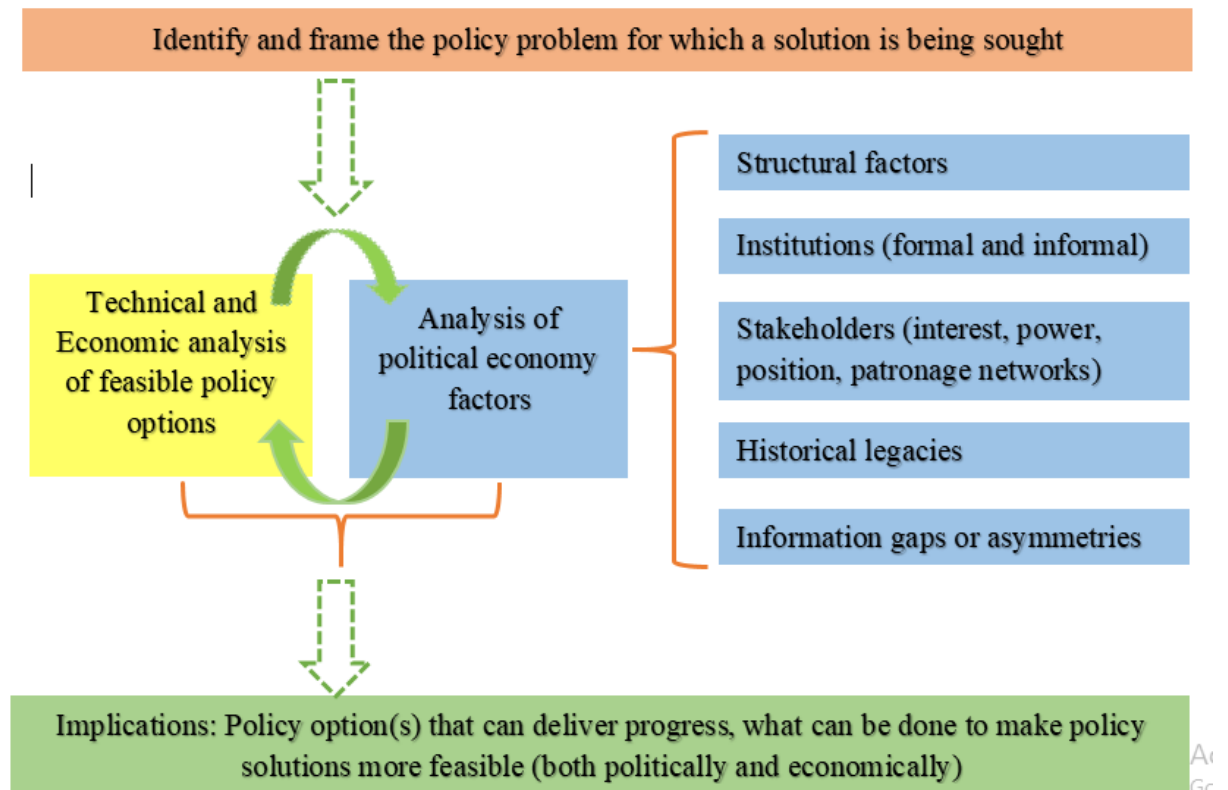 Identify and frame the policy problem for which a solution is being sought
Technical and
Economic analysis
of feasible policy
options
Analysis of
political economy
factors
Structural factors
Institutions (formal and informal)
Stakeholders (interest, power,
position, patronage networks)
Historical legacies
Information gaps or asymmetries
Implications: Policy option(s) that can deliver progress, what can be done to make policy
solutions more feasible (both politically and economically)